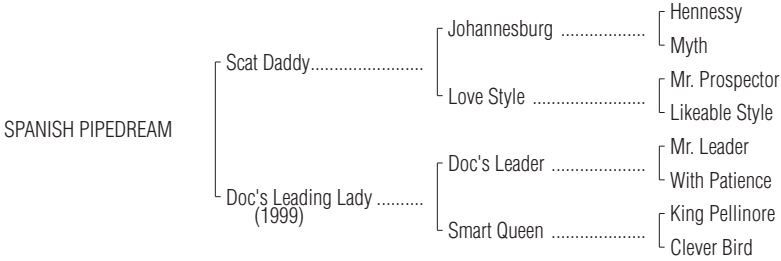 Hennessy
Johannesburg ....................
Myth
Scat Daddy.......................
Mr. Prospector
Love Style .......................
Likeable Style
SPANISH PIPEDREAM
Mr. Leader
Doc's Leader ...................
With Patience
Doc's Leading Lady ..........
(1999)
King Pellinore
Smart Queen ...................
Clever Bird